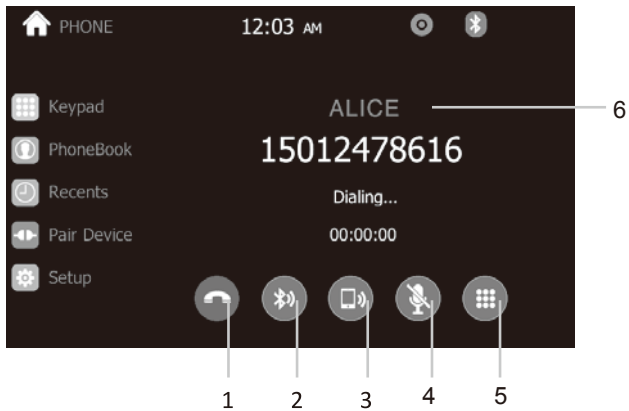 PHONE 12:03 AM
Keypad
ALICE
6
PhoneBook
15012478616
Recents
Dialing...
Pair Device
00:00:00
Setup
1 2 3 4 5